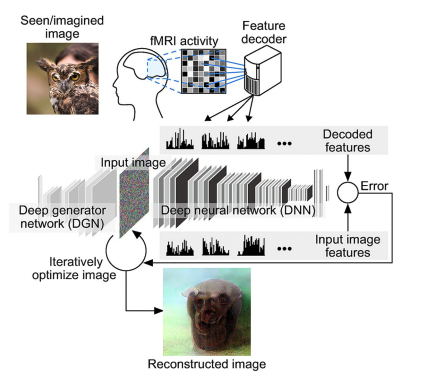 Seen/imagined
image
fMRI activity
Feature
decoder
Decoded
features
Input image
Error
Deep generator
network (DGN)
Deep neural network (DNN)
Input image
features
Iteratively
optimize image
Reconstructed image